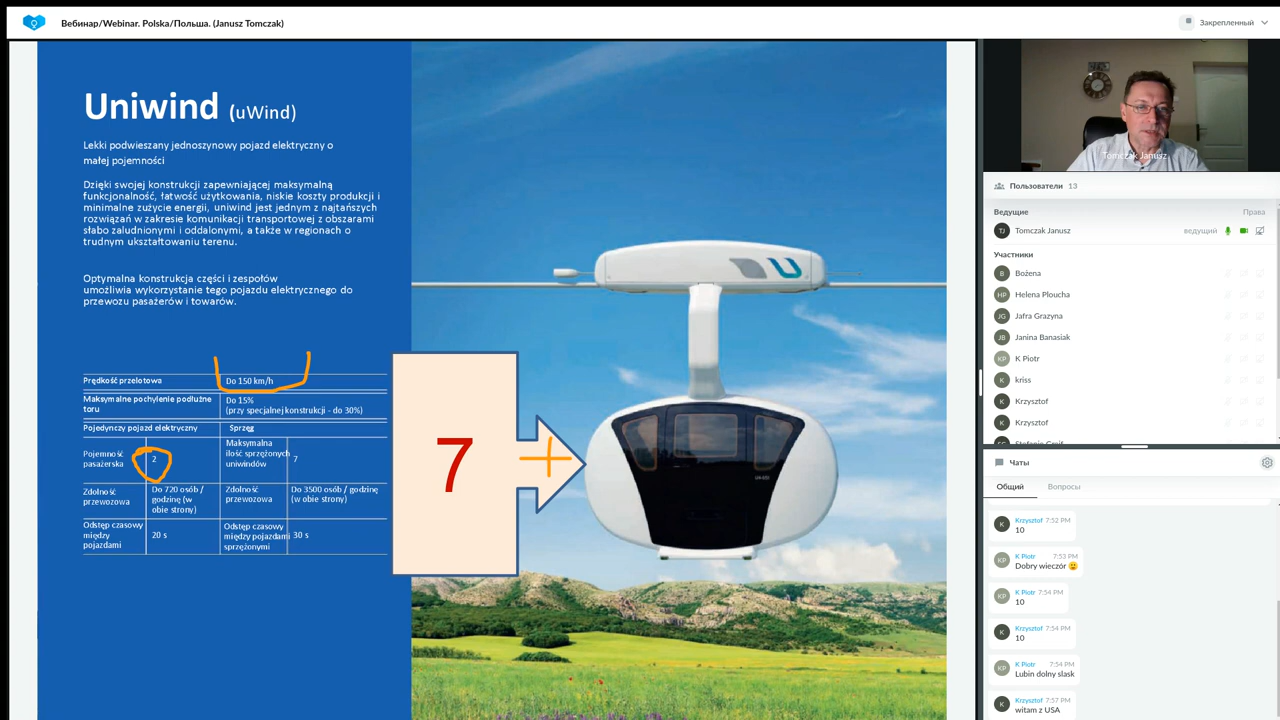 Вебинар/Webinar. Polska/Польша. (Janusz Tomczak)
Закрепленный
Uniwind (uWind)
Lekki podwieszany jednoszynowy pojazd elektryczny o
małej pojemności
Dzięki swojej konstrukcji zapewniającej maksymalną
funkcjonalność, łatwość użytkowania, niskie koszty produkcji i
minimalne zużycie energii, uniwind jest jednym z najtańszych
rozwiązań w zakresie komunikacji transportowej z obszarami
słabo zaludnionymi i oddalonymi, a także w regionach o
trudnym ukształtowaniu terenu.
Optymalna konstrukcja części i zespołów
umożliwia wykorzystanie tego pojazdu elektrycznego do
przewozu pasażerów i towarów.
Prędkość przelotowa
Do 150 km/h
Maksymalne pochylenie podłużne
toru
Do 15%
(przy specjalnej konstrukcji - do 30%)
Pojedynczy pojazd elektryczny
Sprzęg
Pojemność
pasażerska
2
Maksymalna
ilość sprzężonych
uniwindów
7
Zdolność
przewozowa
Do 720 osób /
godzinę (w
obie strony)
Zdolność
przewozowa
Do 3500 osób / godzinę
(w obie strony)
Odstęp czasowy
między
pojazdami
20 s
Odstęp czasowy
między pojazdami
sprzężonymi
30 s
7
Tomczak Janusz
Пользователи 13
Ведущие
Права
TJ
Tomczak Janusz
ведущий
Участники
B
Bożena
HP
Helena Ploucha
JG
Jafra Grazyna
JB
Janina Banasiak
KP
K Piotr
K
kriss
K
Krzysztof
K
Krzysztof
Чаты
Общий
Вопросы
K
Krzysztof 7:52 PM
10
KP
K Piotr 7:53 PM
Dobry wieczór
KP
K Piotr 7:54 PM
10
K
Krzysztof 7:54 PM
10
KP
K Piotr 7:54 PM
Lubin dolny slask
K
Krzysztof 7:57 PM
witam z USA